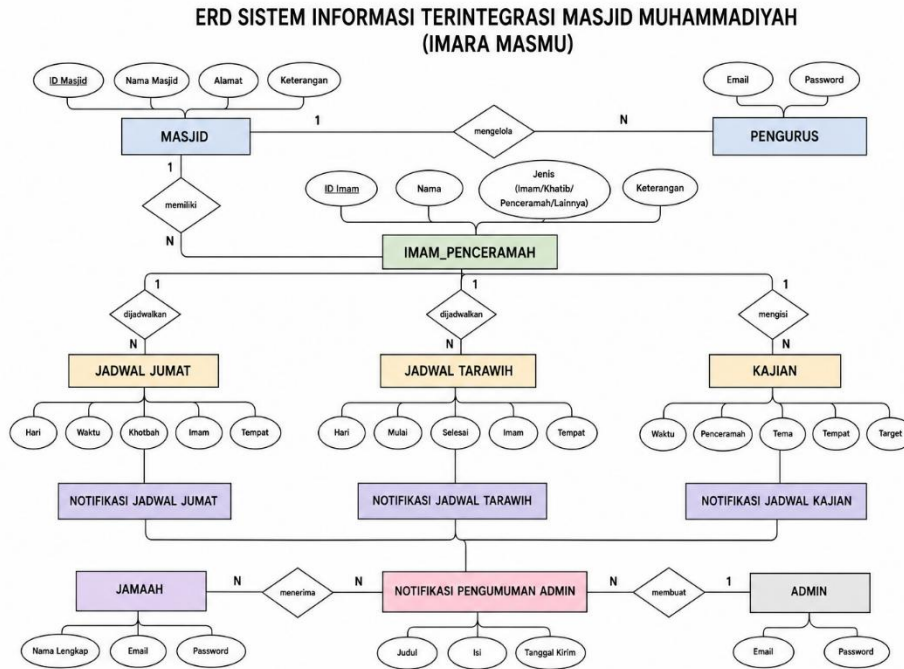 ERD SISTEM INFORMASI TERINTEGRASI MASJID MUHAMMADIYAH
(IMARA MASMU)
ID Masjid
Nama Masjid
Alamat
Keterangan
Email
Password
MASJID
1
mengelola
N
PENGURUS
1
memiliki
N
ID Imam
Nama
Jenis
(Imam/Khatib/
Penceramah/Lainnya)
Keterangan
IMAM_PENCERAMAH
1
dijadwalkan
N
1
dijadwalkan
N
1
mengisi
N
JADWAL JUMAT
JADWAL TARAWIH
KAJIAN
Hari
Waktu
Khotbah
Imam
Tempat
Hari
Mulai
Selesai
Imam
Tempat
Waktu
Penceramah
Tema
Tempat
Target
NOTIFIKASI JADWAL JUMAT
NOTIFIKASI JADWAL TARAWIH
NOTIFIKASI JADWAL KAJIAN
JAMAAH
N
menerima
N
NOTIFIKASI PENGUMUMAN ADMIN
N
membuat
1
ADMIN
Nama Lengkap
Email
Password
Judul
Isi
Tanggal Kirim
Email
Password